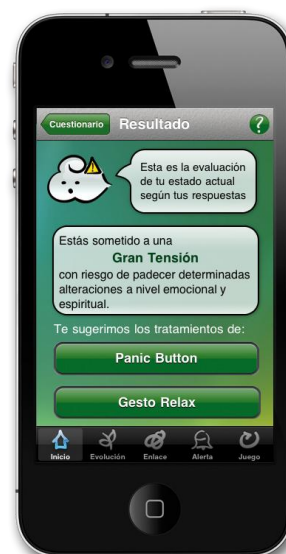 Cuestionario
Resultado
?
Esta es la evaluación
de tu estado actual
según tus respuestas
Estás sometido a una
Gran Tensión
con riesgo de padecer determinadas
alteraciones a nivel emocional y
espiritual.
Te sugerimos los tratamientos de:
Panic Button
Gesto Relax
Inicio
Evolución
Enlace
Alerta
Juego